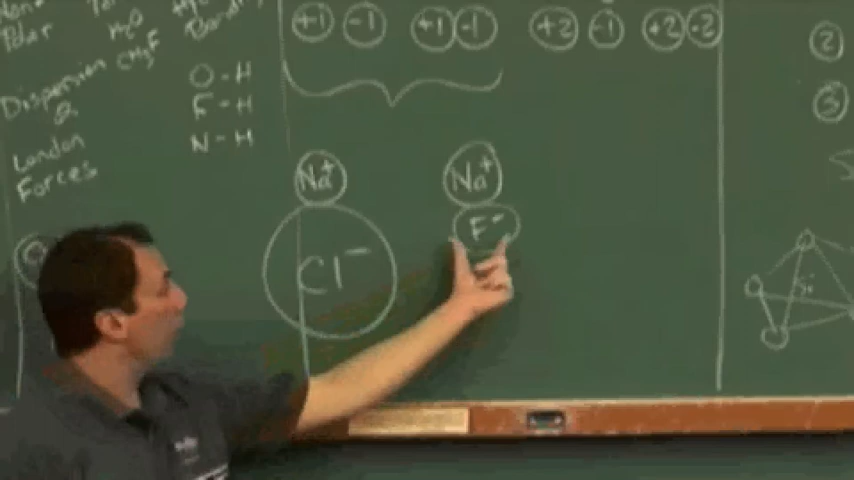 Polar
H₂O
CH₃F
Dispersion
London
Forces
O-H
F-H
N-H
+1 -1 +1 -1 +2 -1 +2 -2
Na⁺ Na⁺
Cl⁻ F⁻
2
3
Si